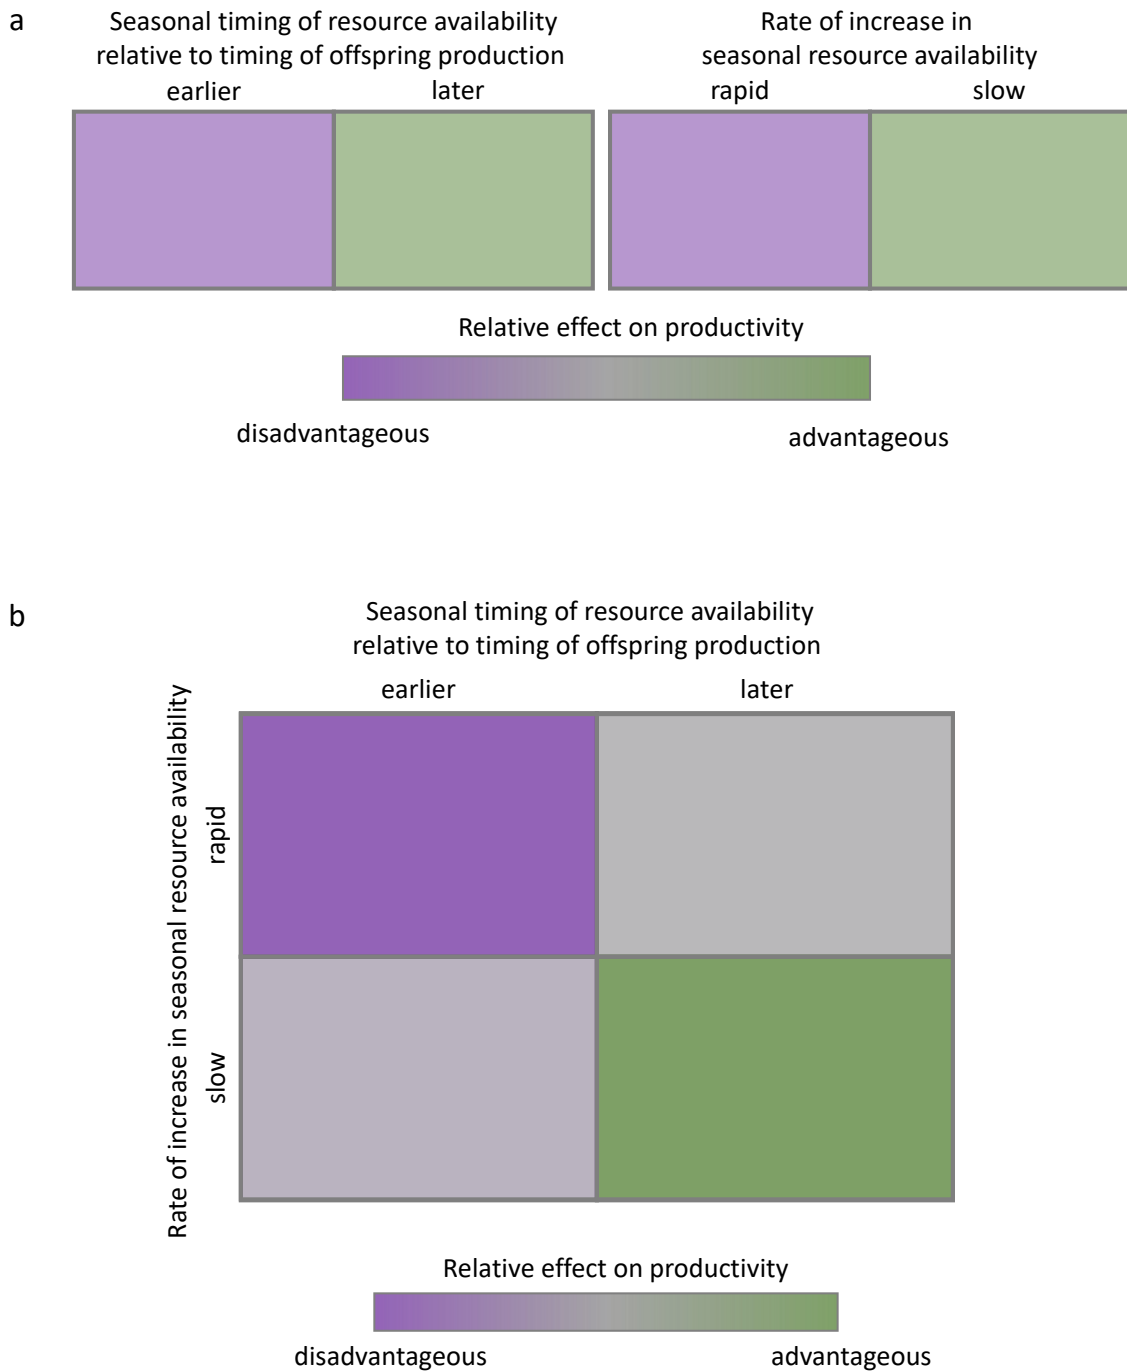 a
Seasonal timing of resource availability
relative to timing of offspring production
earlier later
Rate of increase in
seasonal resource availability
rapid slow
Relative effect on productivity
disadvantageous
advantageous
b
Seasonal timing of resource availability
relative to timing of offspring production
earlier later
Rate of increase in seasonal resource availability
rapid
slow
Relative effect on productivity
disadvantageous
advantageous